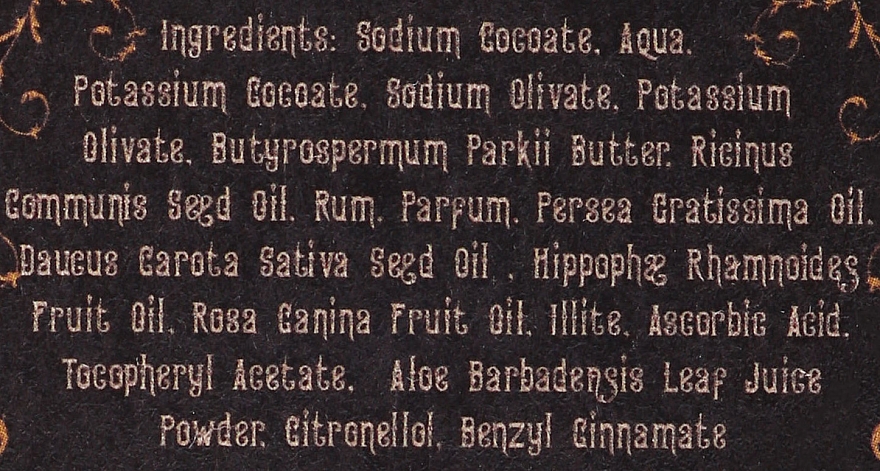 Ingredients: Sodium Cocoate, Aqua,
Potassium Cocoate, Sodium Olivate, Potassium
Olivate, Butyrospermum Parkii Butter, Ricinus
Communis Seed Oil, Rum, Parfum, Persea Gratissima Oil,
Daucus Carota Sativa Seed Oil , Hippophae Rhamnoides
Fruit Oil, Rosa Canina Fruit Oil, Illite, Ascorbic Acid,
Tocopheryl Acetate, Aloe Barbadensis Leaf Juice
Powder, Citronellol, Benzyl Cinnamate